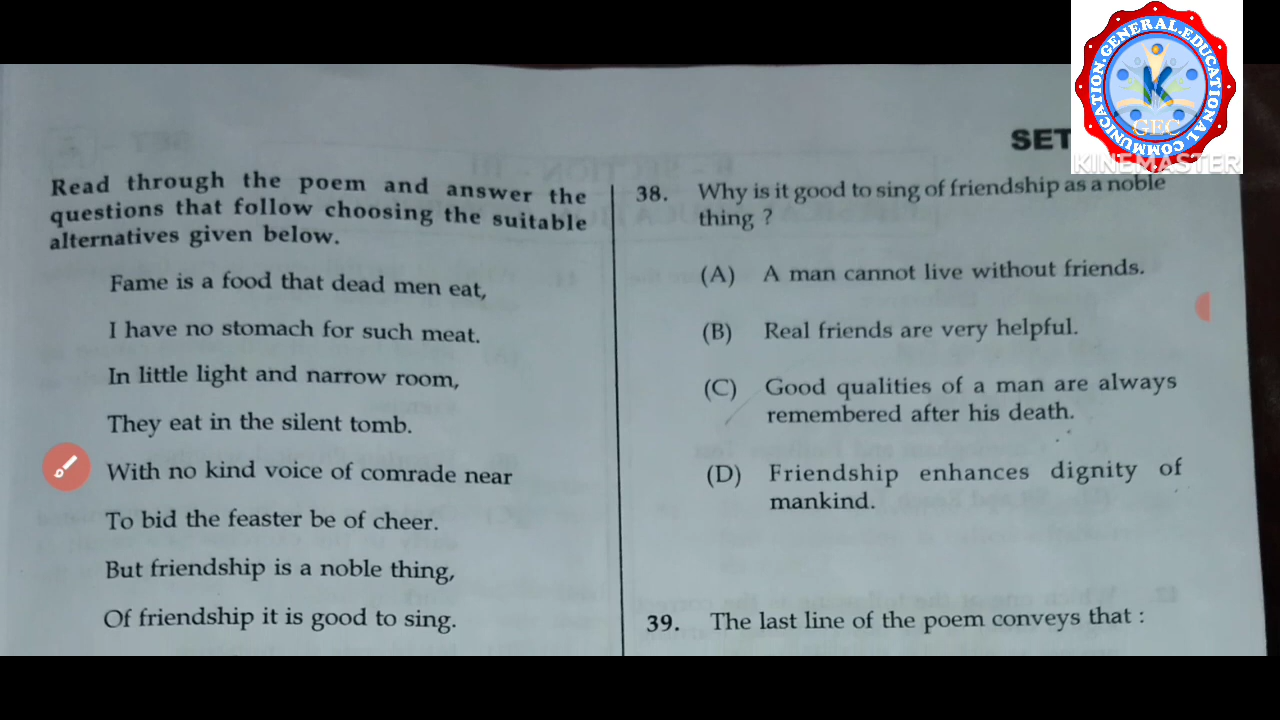 SET
Read through the poem and answer the
questions that follow choosing the suitable
alternatives given below.
Fame is a food that dead men eat,
I have no stomach for such meat.
In little light and narrow room,
They eat in the silent tomb.
With no kind voice of comrade near
To bid the feaster be of cheer.
But friendship is a noble thing,
Of friendship it is good to sing.
38. Why is it good to sing of friendship as a noble
thing ?
(A) A man cannot live without friends.
(B) Real friends are very helpful.
(C) Good qualities of a man are always
remembered after his death.
(D) Friendship enhances dignity of
mankind.
39. The last line of the poem conveys that :
GENERAL.EDUCATIONAL
COMMUNICATION.
K
GEC
KINEMASTER